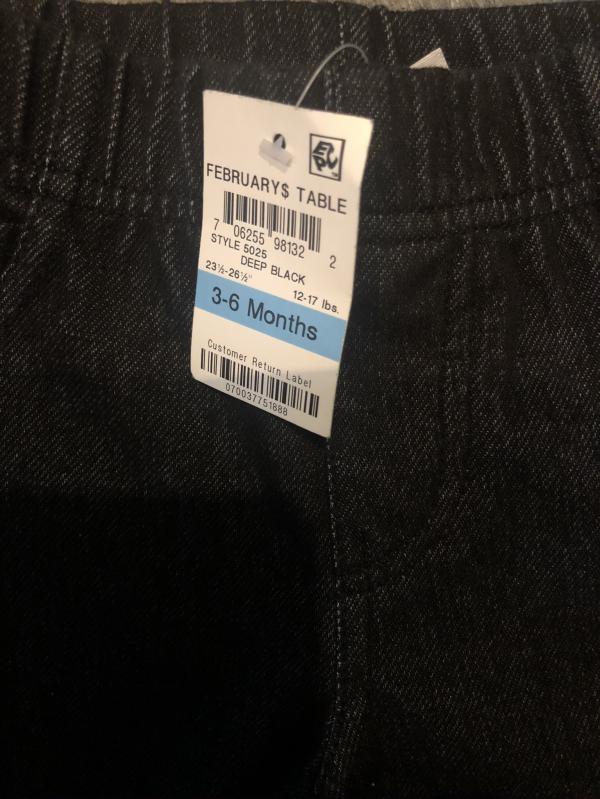 FEBRUARY$ TABLE
7 06255 98132 2
STYLE 5025
DEEP BLACK
23½-26½" 12-17 lbs.
3-6 Months
Customer Return Label
070037751888